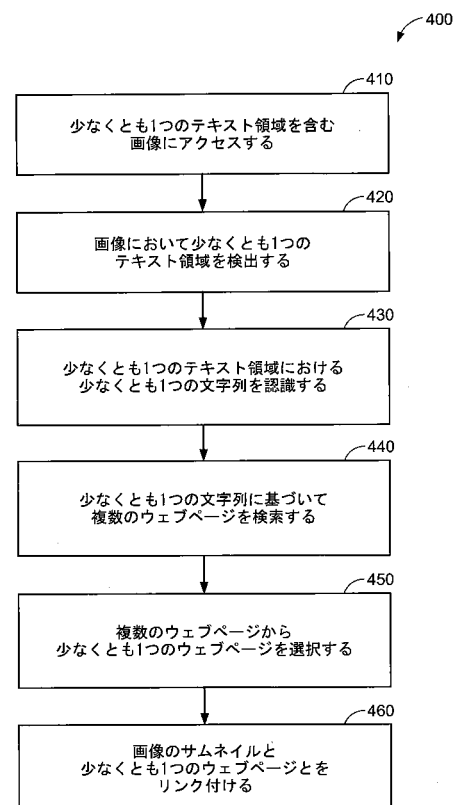 400
410
少なくとも1つのテキスト領域を含む
画像にアクセスする
420
画像において少なくとも1つの
テキスト領域を検出する
430
少なくとも1つのテキスト領域における
少なくとも1つの文字列を認識する
440
少なくとも1つの文字列に基づいて
複数のウェブページを検索する
450
複数のウェブページから
少なくとも1つのウェブページを選択する
460
画像のサムネイルと
少なくとも1つのウェブページとを
リンク付ける